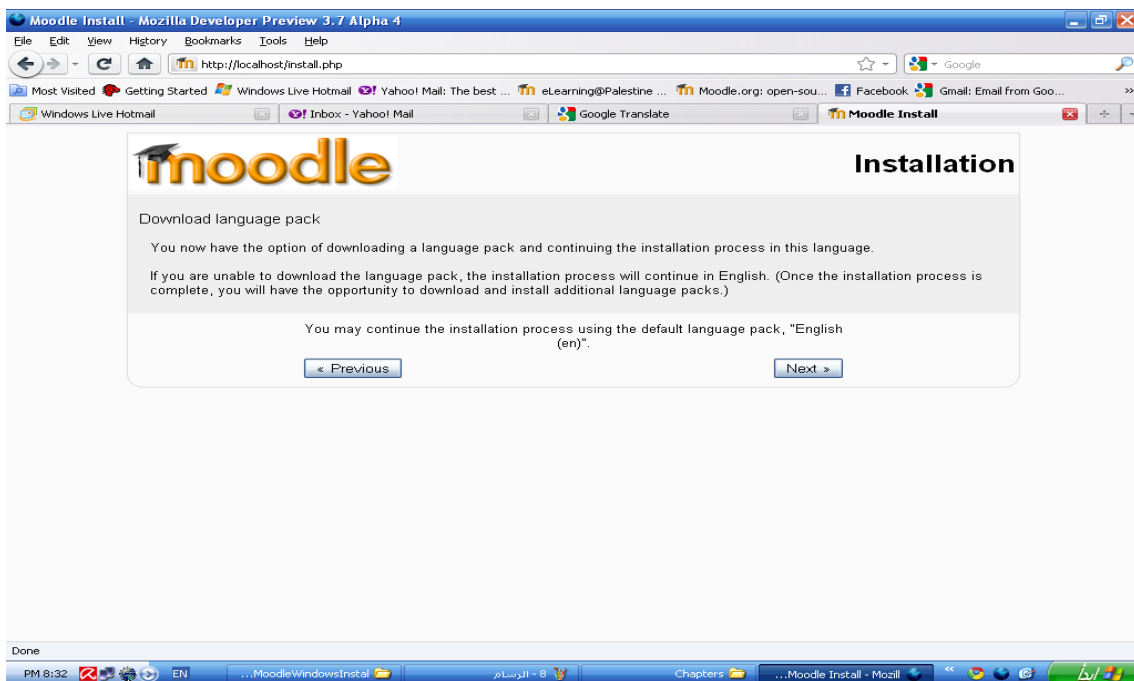 Moodle Install - Mozilla Developer Preview 3.7 Alpha 4
File Edit View History Bookmarks Tools Help
http://localhost/install.php
Google
Most Visited Getting Started Windows Live Hotmail Yahoo! Mail: The best ... eLearning@Palestine ... Moodle.org: open-sou... Facebook Gmail: Email from Goo... »
Windows Live Hotmail Inbox - Yahoo! Mail Google Translate Moodle Install
moodle Installation
Download language pack
You now have the option of downloading a language pack and continuing the installation process in this language.
If you are unable to download the language pack, the installation process will continue in English. (Once the installation process is
complete, you will have the opportunity to download and install additional language packs.)
You may continue the installation process using the default language pack, "English
(en)".
« Previous Next »
Done
PM 8:32 EN ...MoodleWindowsInstal 8 - الرسام Chapters ...Moodle Install - Mozill « ابدأ